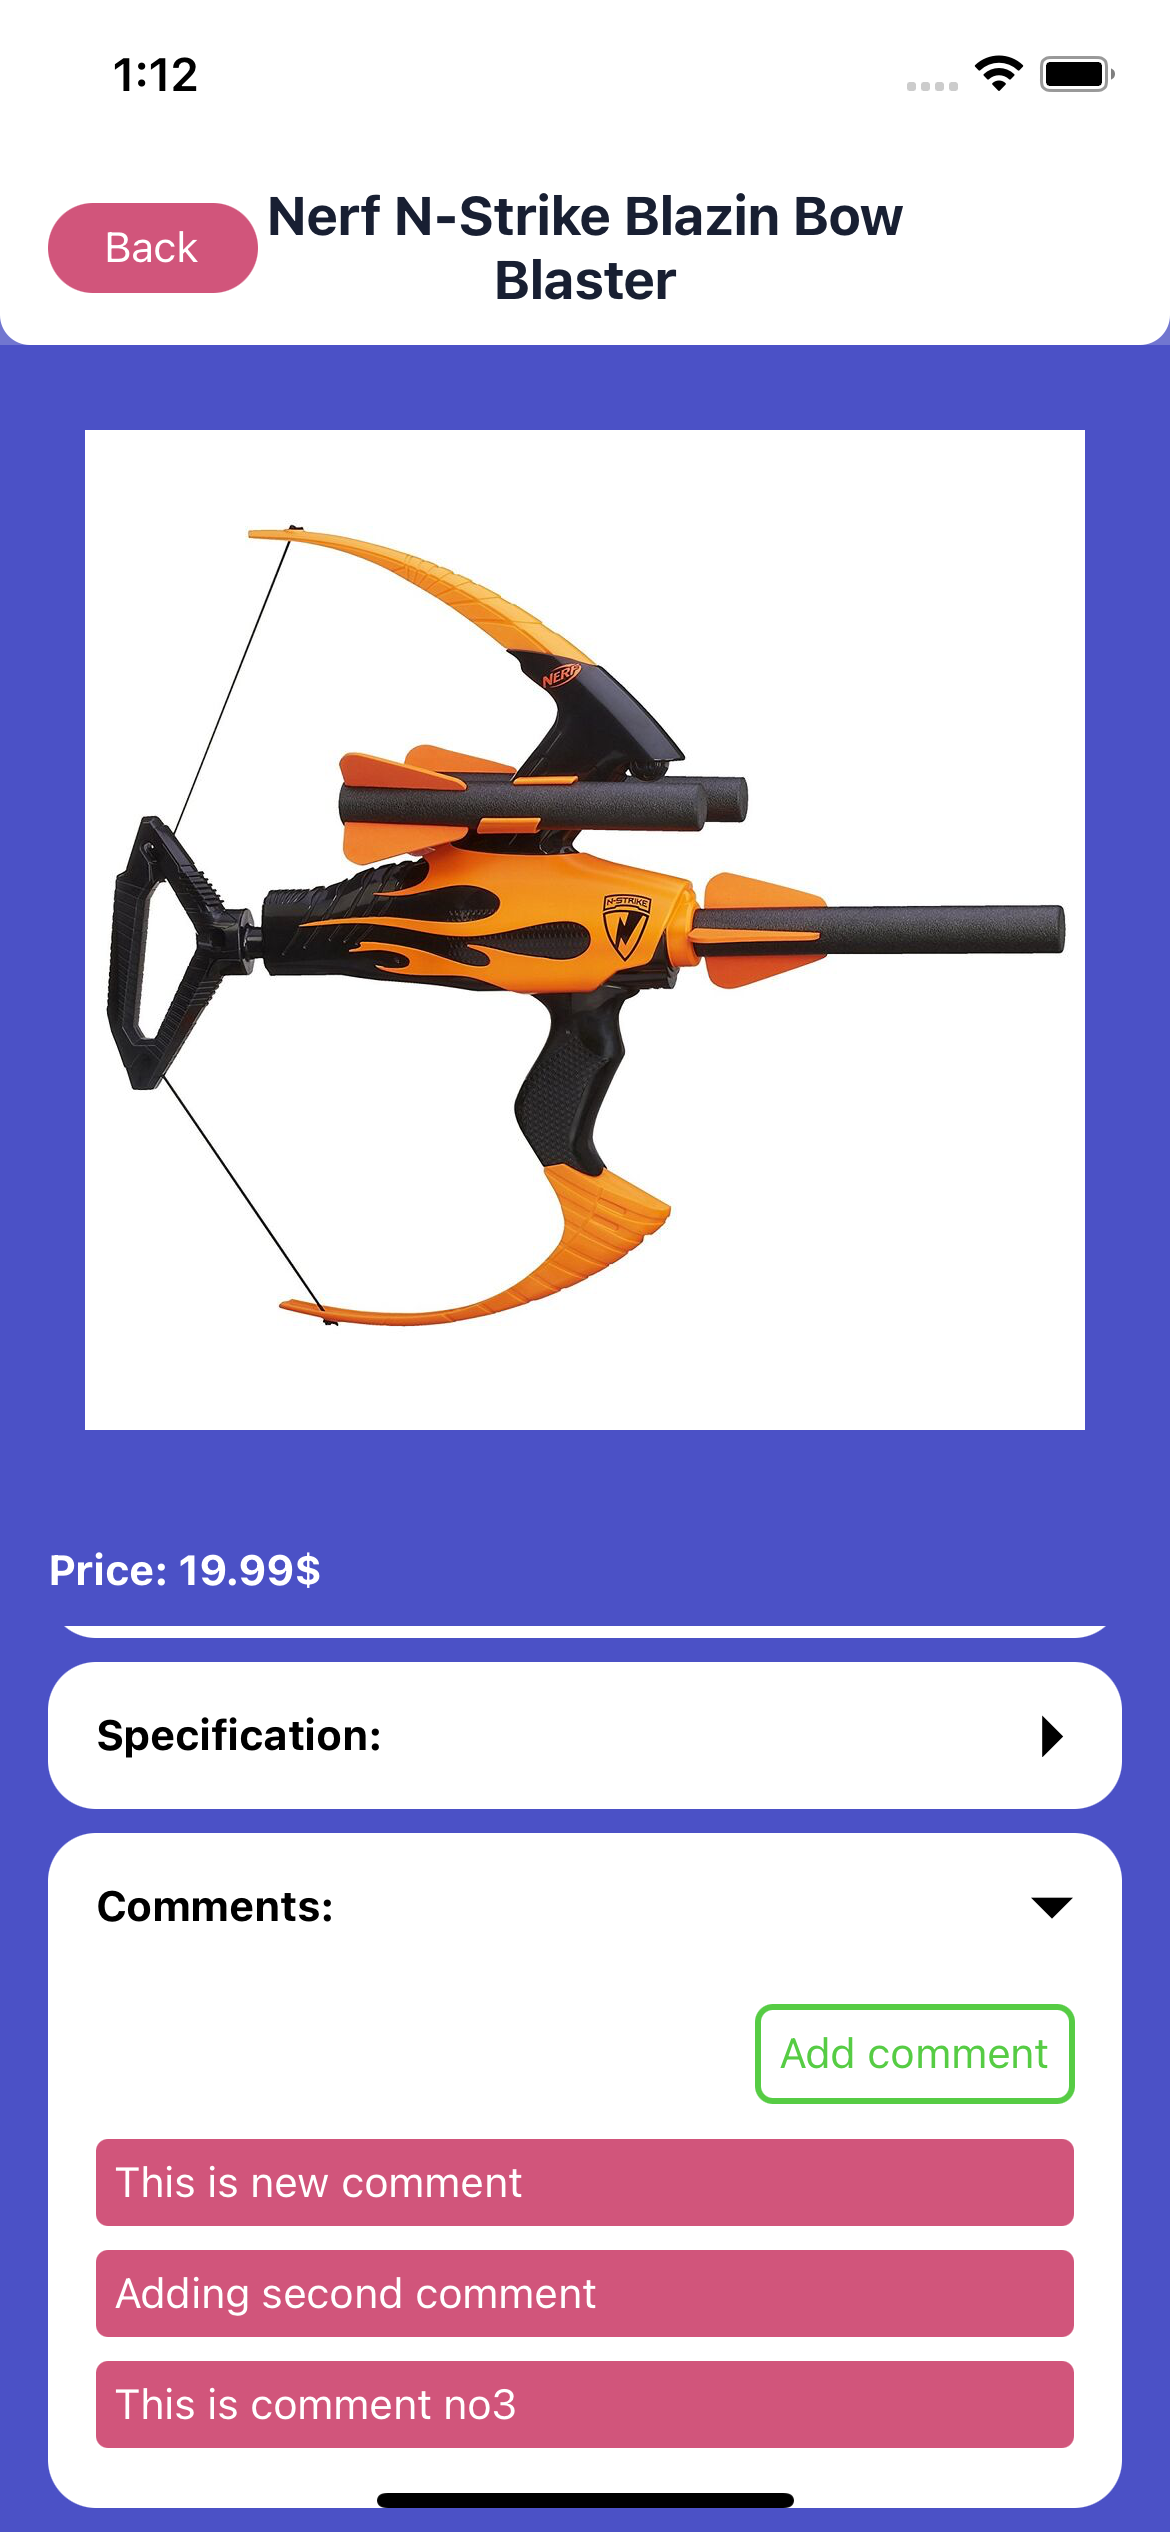 1:12
Back
Nerf N-Strike Blazin Bow
Blaster
NERF
N-STRIKE
Price: 19.99$
Specification:
Comments:
Add comment
This is new comment
Adding second comment
This is comment no3